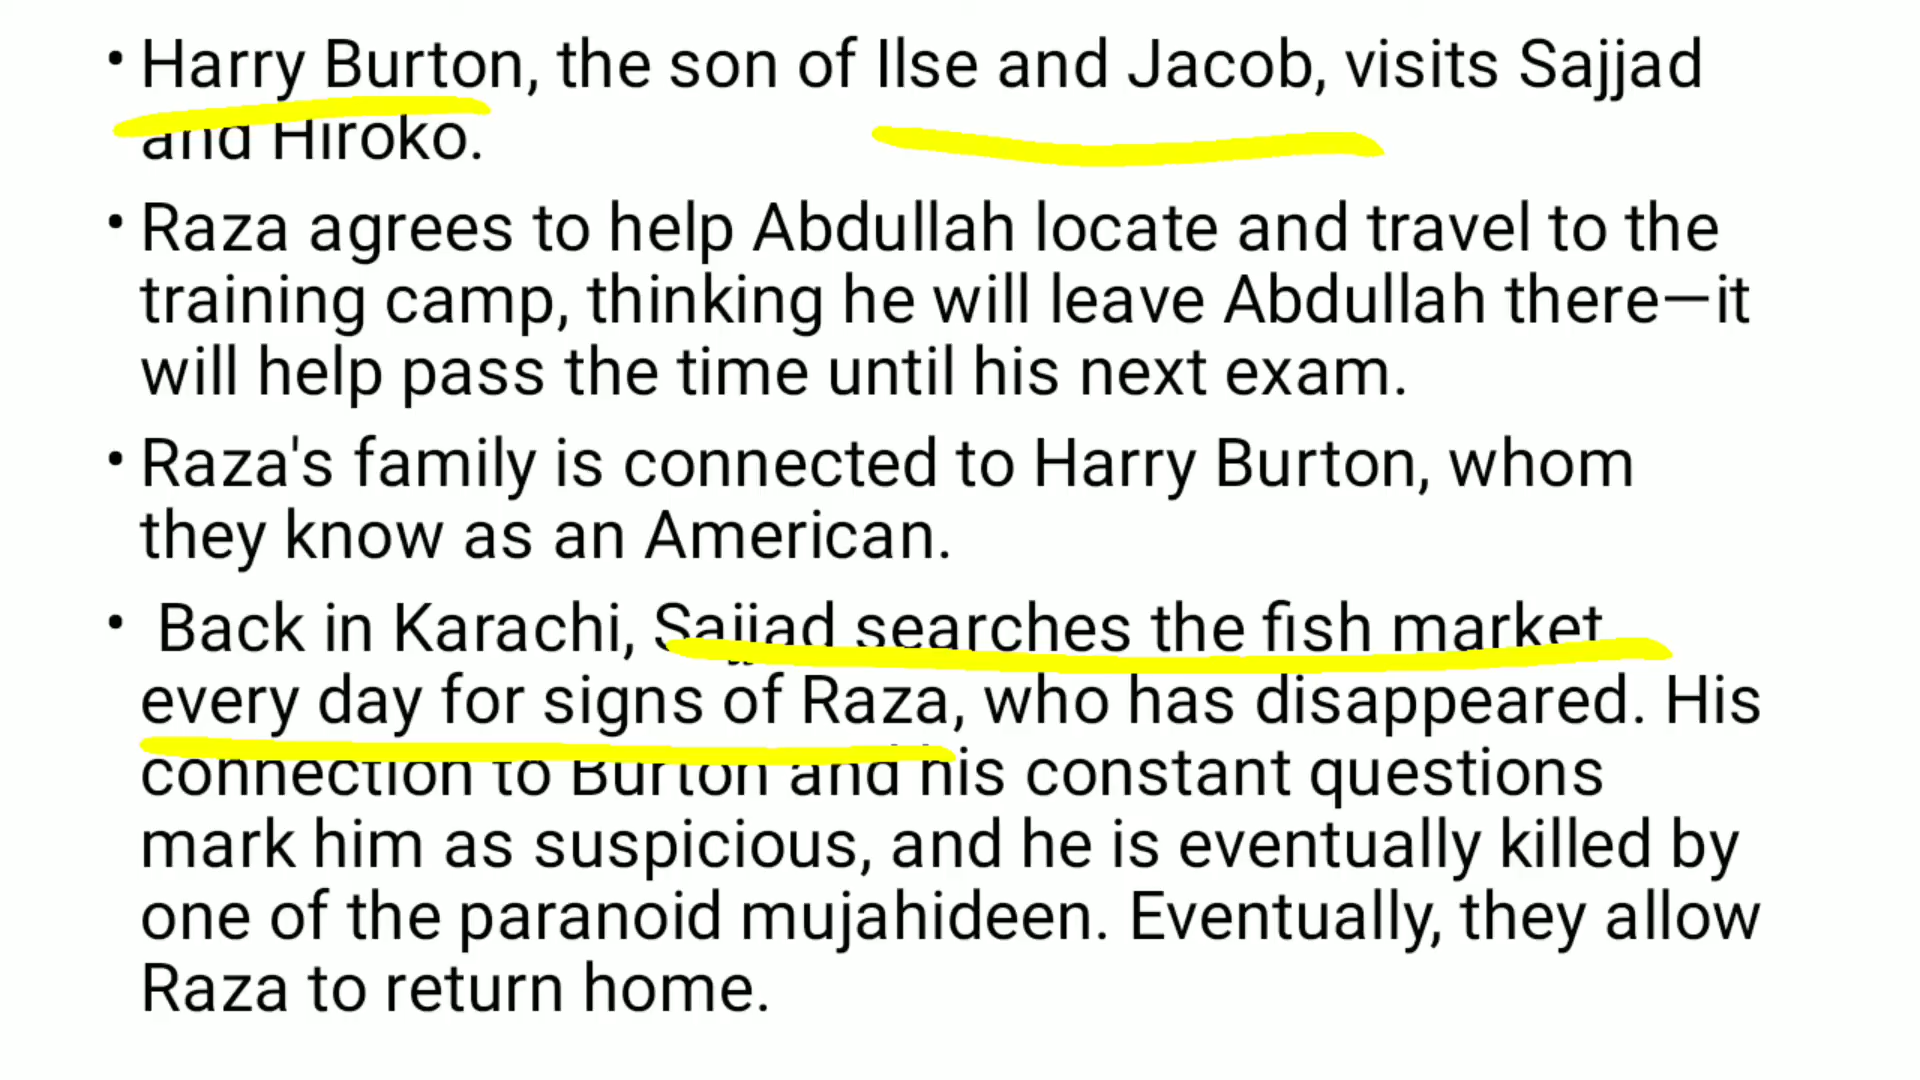 • Harry Burton, the son of Ilse and Jacob, visits Sajjad
and Hiroko.
• Raza agrees to help Abdullah locate and travel to the
training camp, thinking he will leave Abdullah there—it
will help pass the time until his next exam.
• Raza's family is connected to Harry Burton, whom
they know as an American.
• Back in Karachi, Sajjad searches the fish market
every day for signs of Raza, who has disappeared. His
connection to Burton and his constant questions
mark him as suspicious, and he is eventually killed by
one of the paranoid mujahideen. Eventually, they allow
Raza to return home.